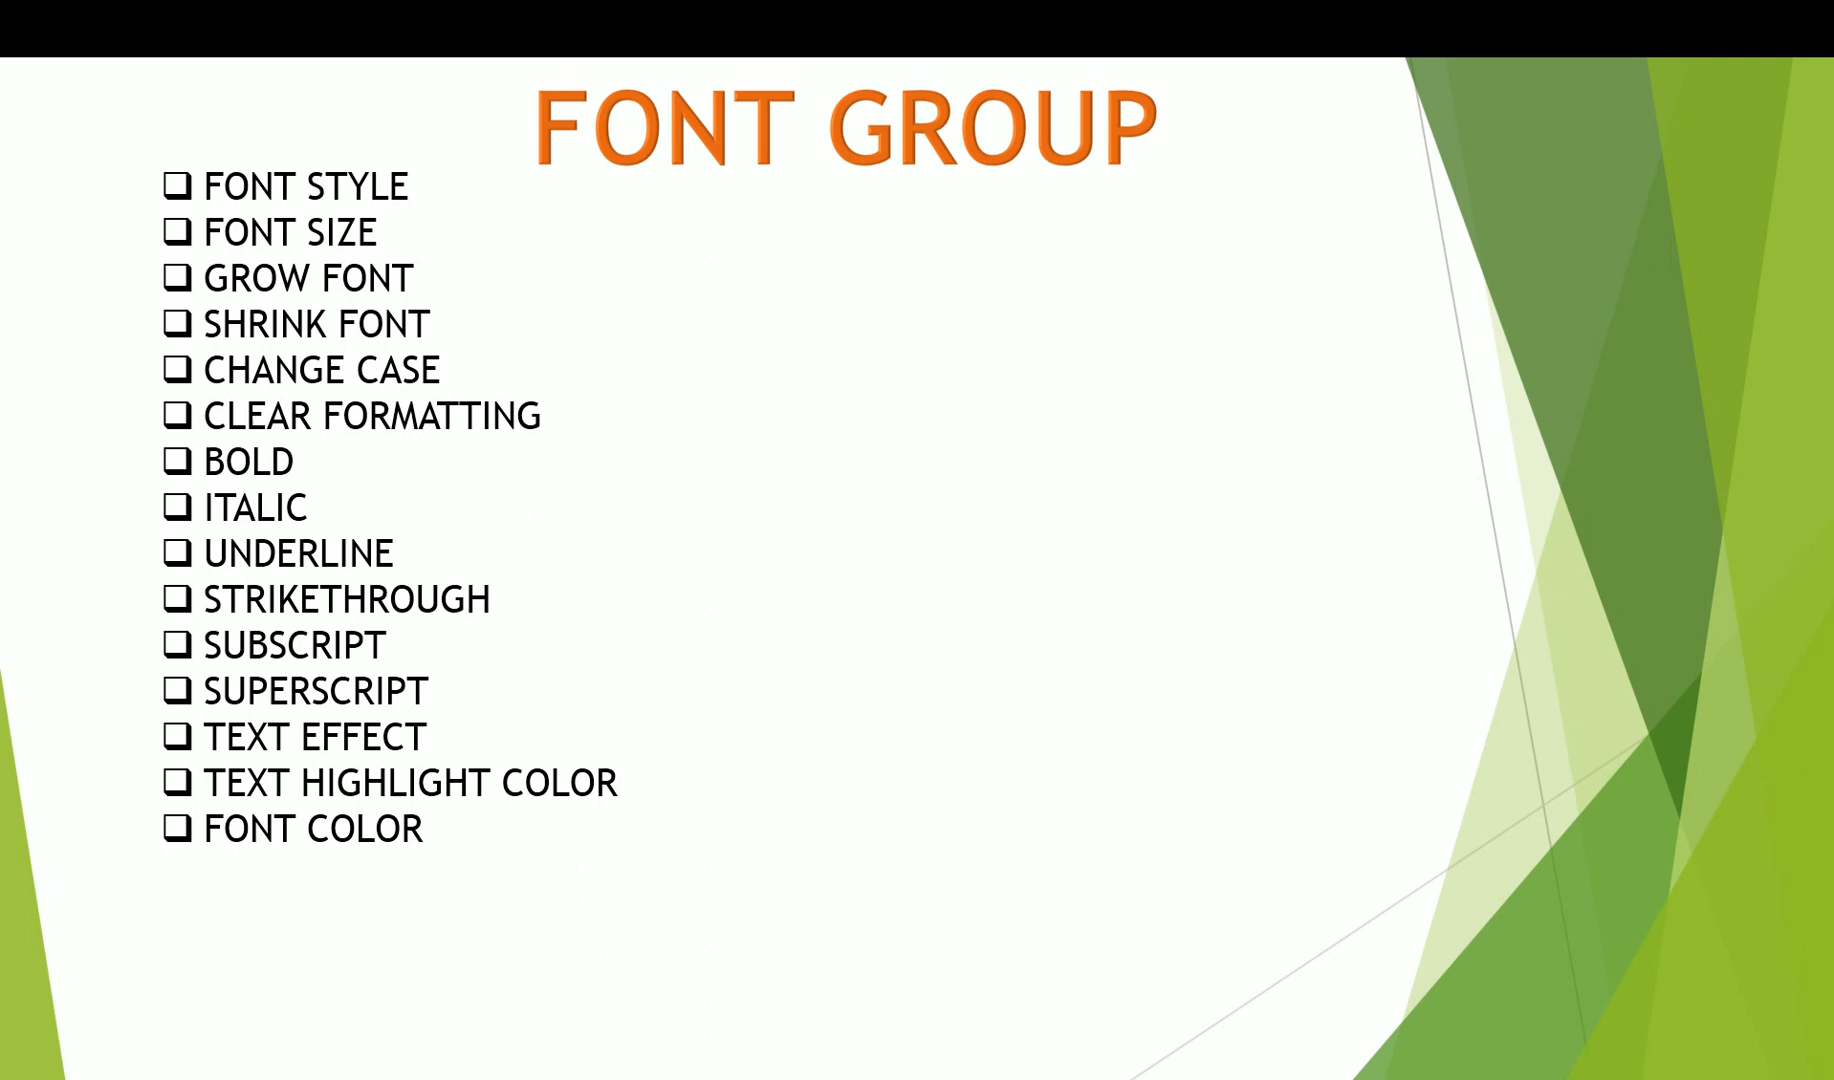 FONT GROUP
❑ FONT STYLE
❑ FONT SIZE
❑ GROW FONT
❑ SHRINK FONT
❑ CHANGE CASE
❑ CLEAR FORMATTING
❑ BOLD
❑ ITALIC
❑ UNDERLINE
❑ STRIKETHROUGH
❑ SUBSCRIPT
❑ SUPERSCRIPT
❑ TEXT EFFECT
❑ TEXT HIGHLIGHT COLOR
❑ FONT COLOR